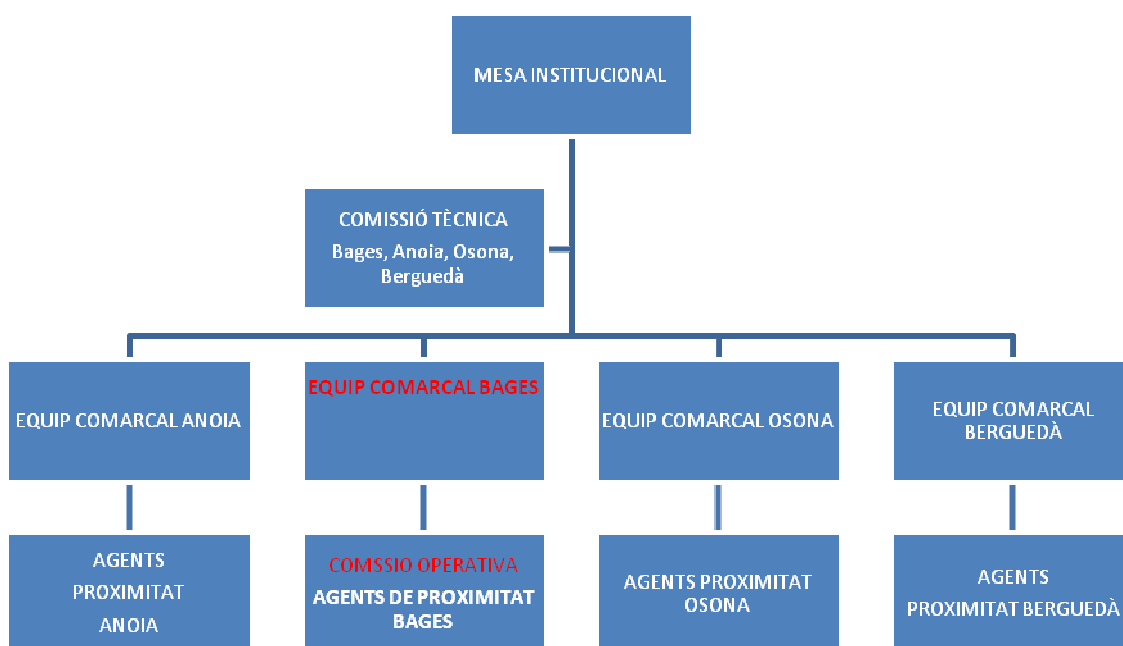 MESA INSTITUCIONAL
COMISSIÓ TÈCNICA
Bages, Anoia, Osona,
Berguedà
EQUIP COMARCAL ANOIA
EQUIP COMARCAL BAGES
EQUIP COMARCAL OSONA
EQUIP COMARCAL
BERGUEDÀ
AGENTS
PROXIMITAT
ANOIA
COMSSIO OPERATIVA
AGENTS DE PROXIMITAT
BAGES
AGENTS PROXIMITAT
OSONA
AGENTS
PROXIMITAT BERGUEDÀ